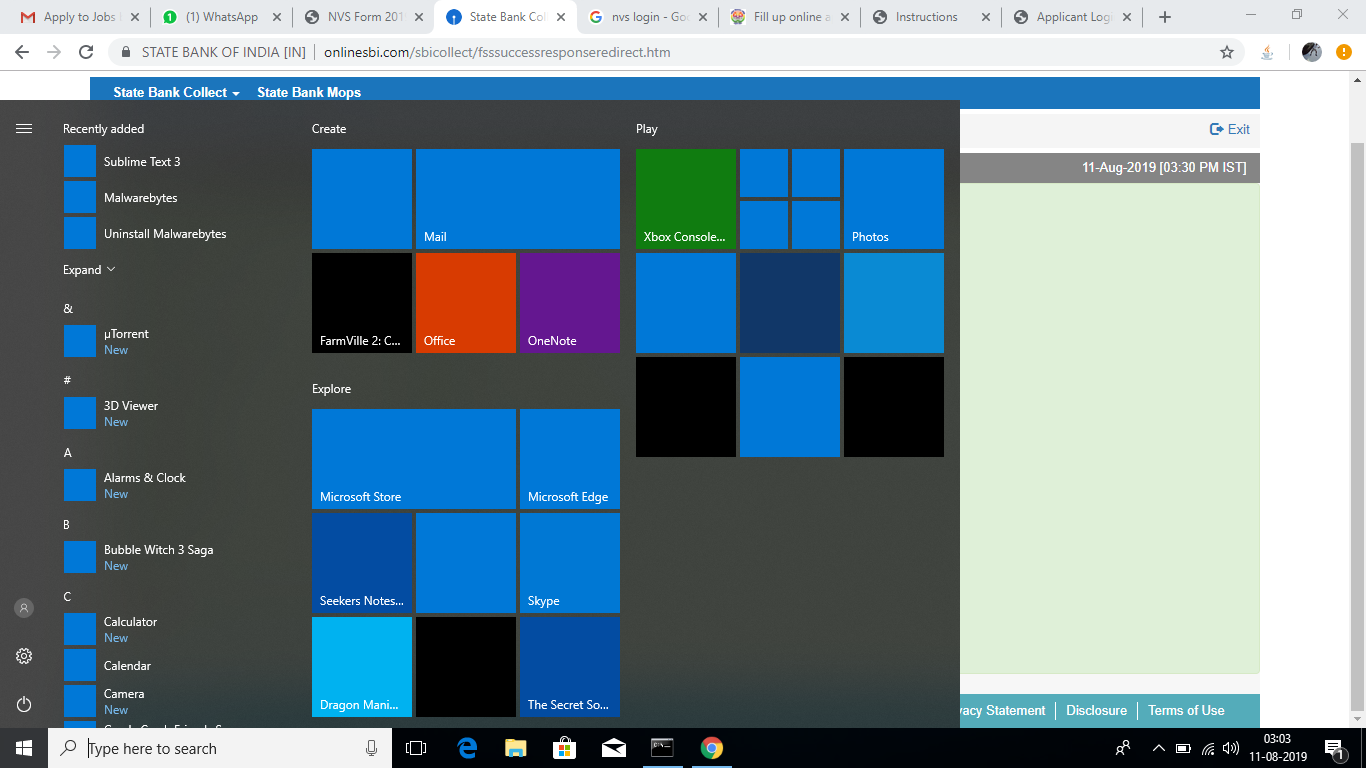 Apply to Jobs
(1) WhatsApp
NVS Form 201
State Bank Col
nvs login - Goo
Fill up online a
Instructions
Applicant Logi
STATE BANK OF INDIA [IN]
onlinesbi.com/sbicollect/fsssuccessresponseredirect.htm
State Bank Collect
State Bank Mops
Exit
11-Aug-2019 [03:30 PM IST]
Recently added
Sublime Text 3
Malwarebytes
Uninstall Malwarebytes
Expand
&
µTorrent
New
#
3D Viewer
New
A
Alarms & Clock
New
B
Bubble Witch 3 Saga
New
C
Calculator
New
Calendar
Camera
New
Create
Mail
FarmVille 2: C...
Office
OneNote
Explore
Microsoft Store
Microsoft Edge
Seekers Notes...
Skype
Dragon Mani...
The Secret So...
Play
Xbox Console...
Photos
vacy Statement
Disclosure
Terms of Use
Type here to search
03:03
11-08-2019
1